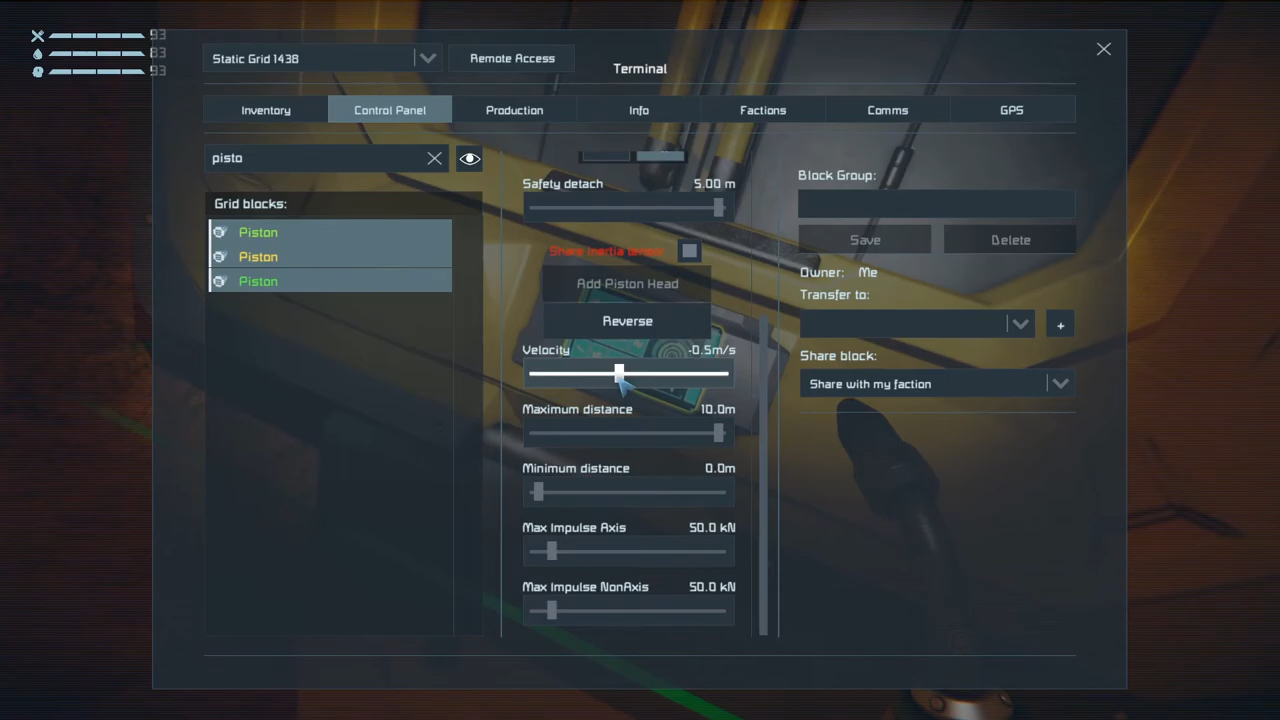 93
83
93
Static Grid 1438
Remote Access
Terminal
Inventory
Control Panel
Production
Info
Factions
Comms
GPS
pisto
Grid blocks:
Piston
Piston
Piston
Safety detach 5.00 m
Share inertia tensor
Add Piston Head
Reverse
Velocity -0.5m/s
Maximum distance 10.0m
Minimum distance 0.0m
Max Impulse Axis 50.0 kN
Max Impulse NonAxis 50.0 kN
Block Group:
Save
Delete
Owner: Me
Transfer to:
+
Share block:
Share with my faction